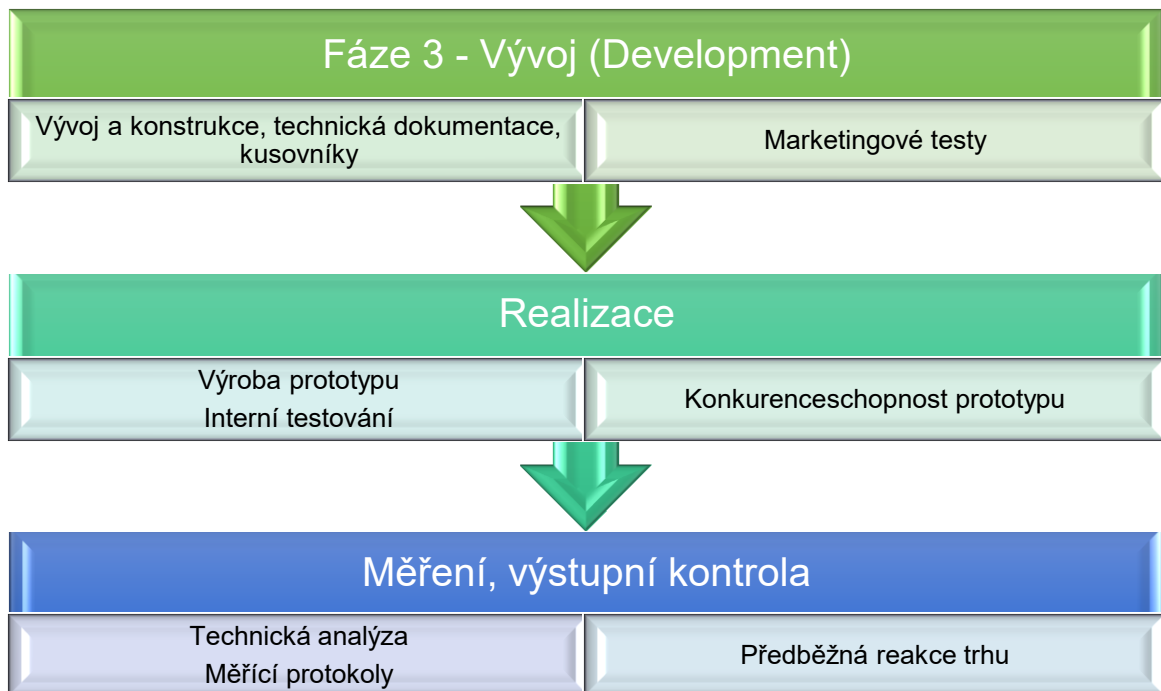 Fáze 3 - Vývoj (Development)
Vývoj a konstrukce, technická dokumentace,
kusovníky
Marketingové testy
Realizace
Výroba prototypu
Interní testování
Konkurenceschopnost prototypu
Měření, výstupní kontrola
Technická analýza
Měřící protokoly
Předběžná reakce trhu